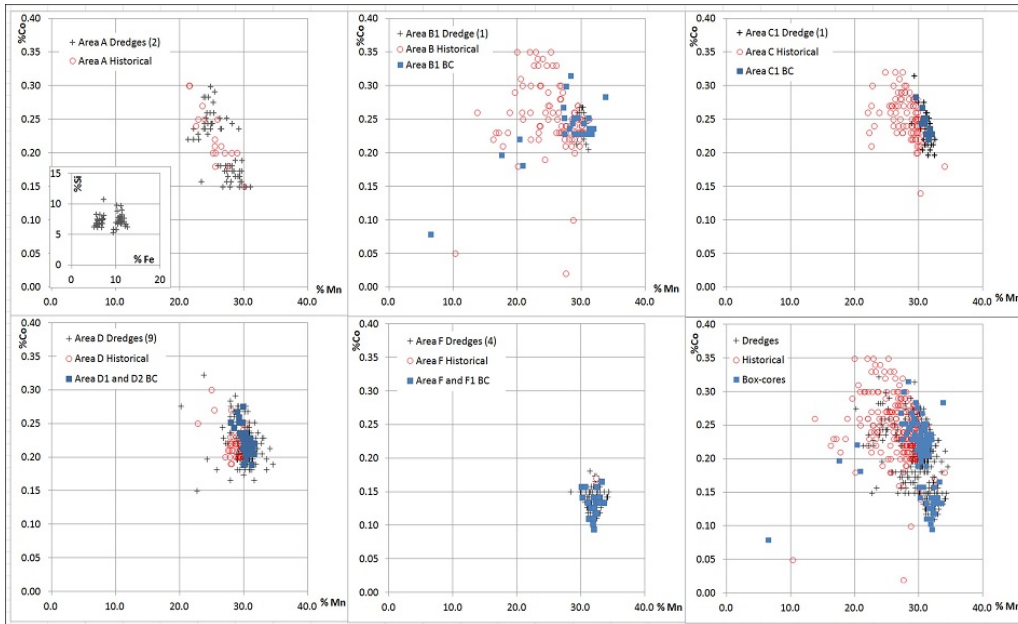 %Co
0.40
0.35
0.30
0.25
0.20
0.15
0.10
0.05
0.00
0.0
10.0
20.0
30.0
40.0
% Mn
Area A Dredges (2)
Area A Historical
%Si
15
10
5
0
0
10
20
% Fe
%Co
0.40
0.35
0.30
0.25
0.20
0.15
0.10
0.05
0.00
0.0
10.0
20.0
30.0
40.0
% Mn
Area B1 Dredge (1)
Area B Historical
Area B1 BC
%Co
0.40
0.35
0.30
0.25
0.20
0.15
0.10
0.05
0.00
0.0
10.0
20.0
30.0
40.0
% Mn
Area C1 Dredge (1)
Area C Historical
Area C1 BC
%Co
0.40
0.35
0.30
0.25
0.20
0.15
0.10
0.05
0.00
0.0
10.0
20.0
30.0
40.0
% Mn
Area D Dredges (9)
Area D Historical
Area D1 and D2 BC
%Co
0.40
0.35
0.30
0.25
0.20
0.15
0.10
0.05
0.00
0.0
10.0
20.0
30.0
40.0
% Mn
Area F Dredges (4)
Area F Historical
Area F and F1 BC
%Co
0.40
0.35
0.30
0.25
0.20
0.15
0.10
0.05
0.00
0.0
10.0
20.0
30.0
40.0
% Mn
Dredges
Historical
Box-cores